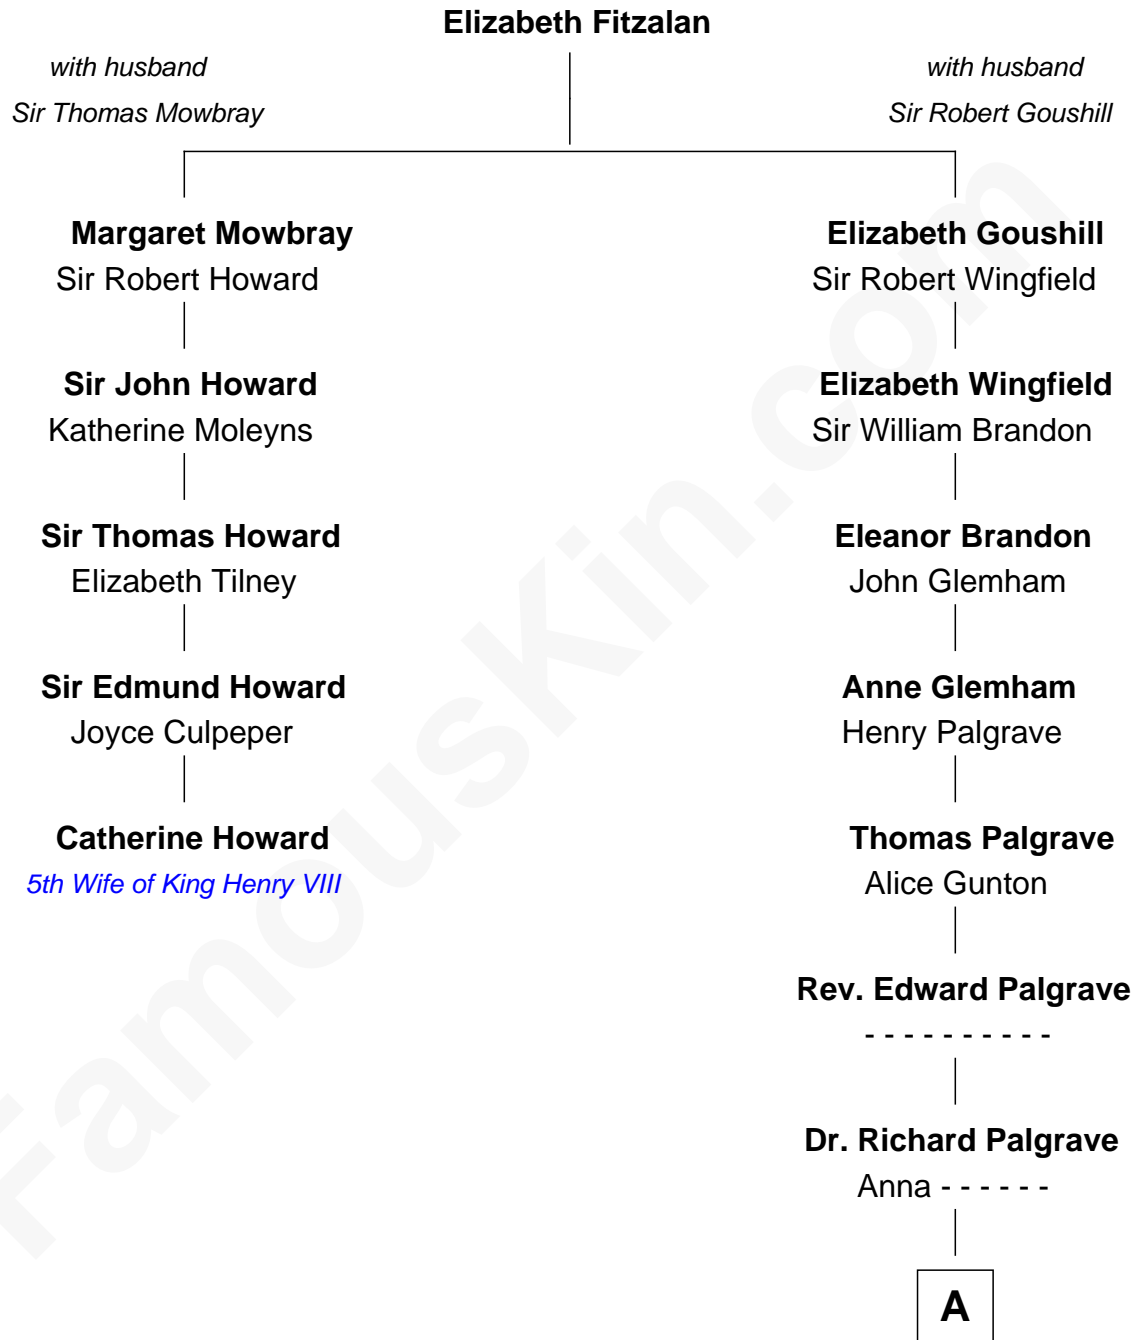 Elizabeth Fitzalan
with husband
Sir Thomas Mowbray
with husband
Sir Robert Goushill
Margaret Mowbray
Sir Robert Howard
Elizabeth Goushill
Sir Robert Wingfield
Sir John Howard
Katherine Moleyns
Elizabeth Wingfield
Sir William Brandon
Sir Thomas Howard
Elizabeth Tilney
Eleanor Brandon
John Glemham
Sir Edmund Howard
Joyce Culpeper
Anne Glemham
Henry Palgrave
Catherine Howard
5th Wife of King Henry VIII
Thomas Palgrave
Alice Gunton
Rev. Edward Palgrave
- - - - - - - - - -
Dr. Richard Palgrave
Anna - - - - - -
A
FamousKin.com